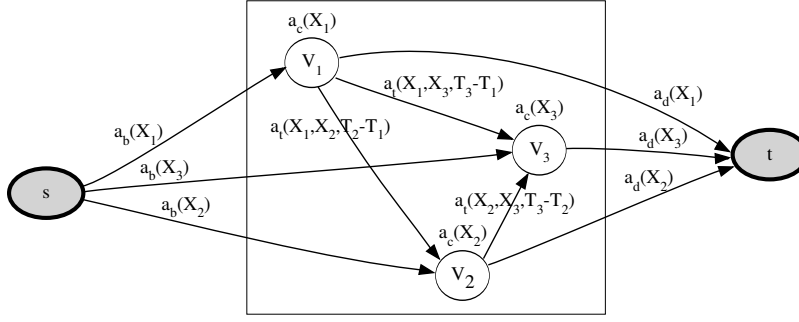 a_c(X_1)
V_1
a_t(X_1,X_3,T_3-T_1)
a_d(X_1)
a_c(X_3)
a_b(X_1)
a_t(X_1,X_2,T_2-T_1)
a_d(X_3)
V_3
t
a_b(X_3)
s
a_d(X_2)
a_t(X_2,X_3,T_3-T_2)
a_b(X_2)
a_c(X_2)
V_2